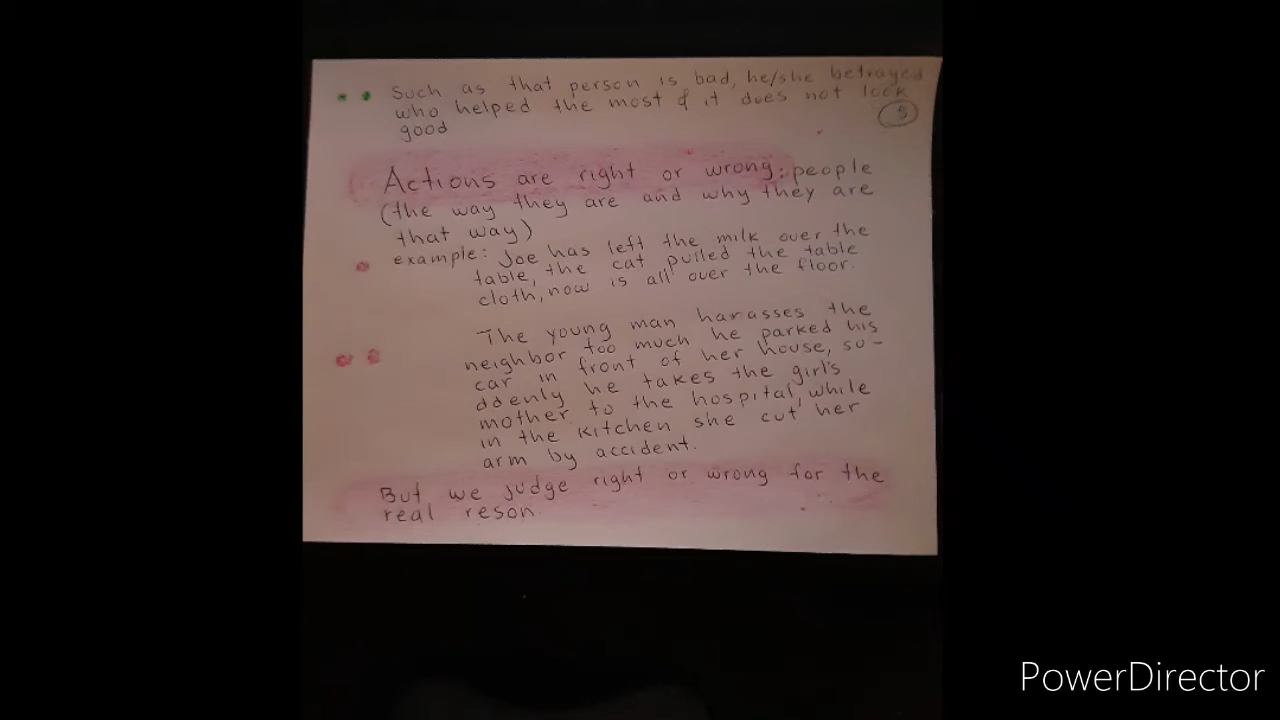 Such as that person is bad, he/she betrayed
who helped the most & it does not look
good
5
Actions are right or wrong: people
(the way they are and why they are
that way)
example: Joe has left the milk over the
table, the cat pulled the table
cloth, now is all over the floor.
The young man harasses the
neighbor too much he parked his
car in front of her house, su-
ddenly he takes the girl's
mother to the hospital, while
in the kitchen she cut her
arm by accident.
But we judge right or wrong for the
real reson.
PowerDirector